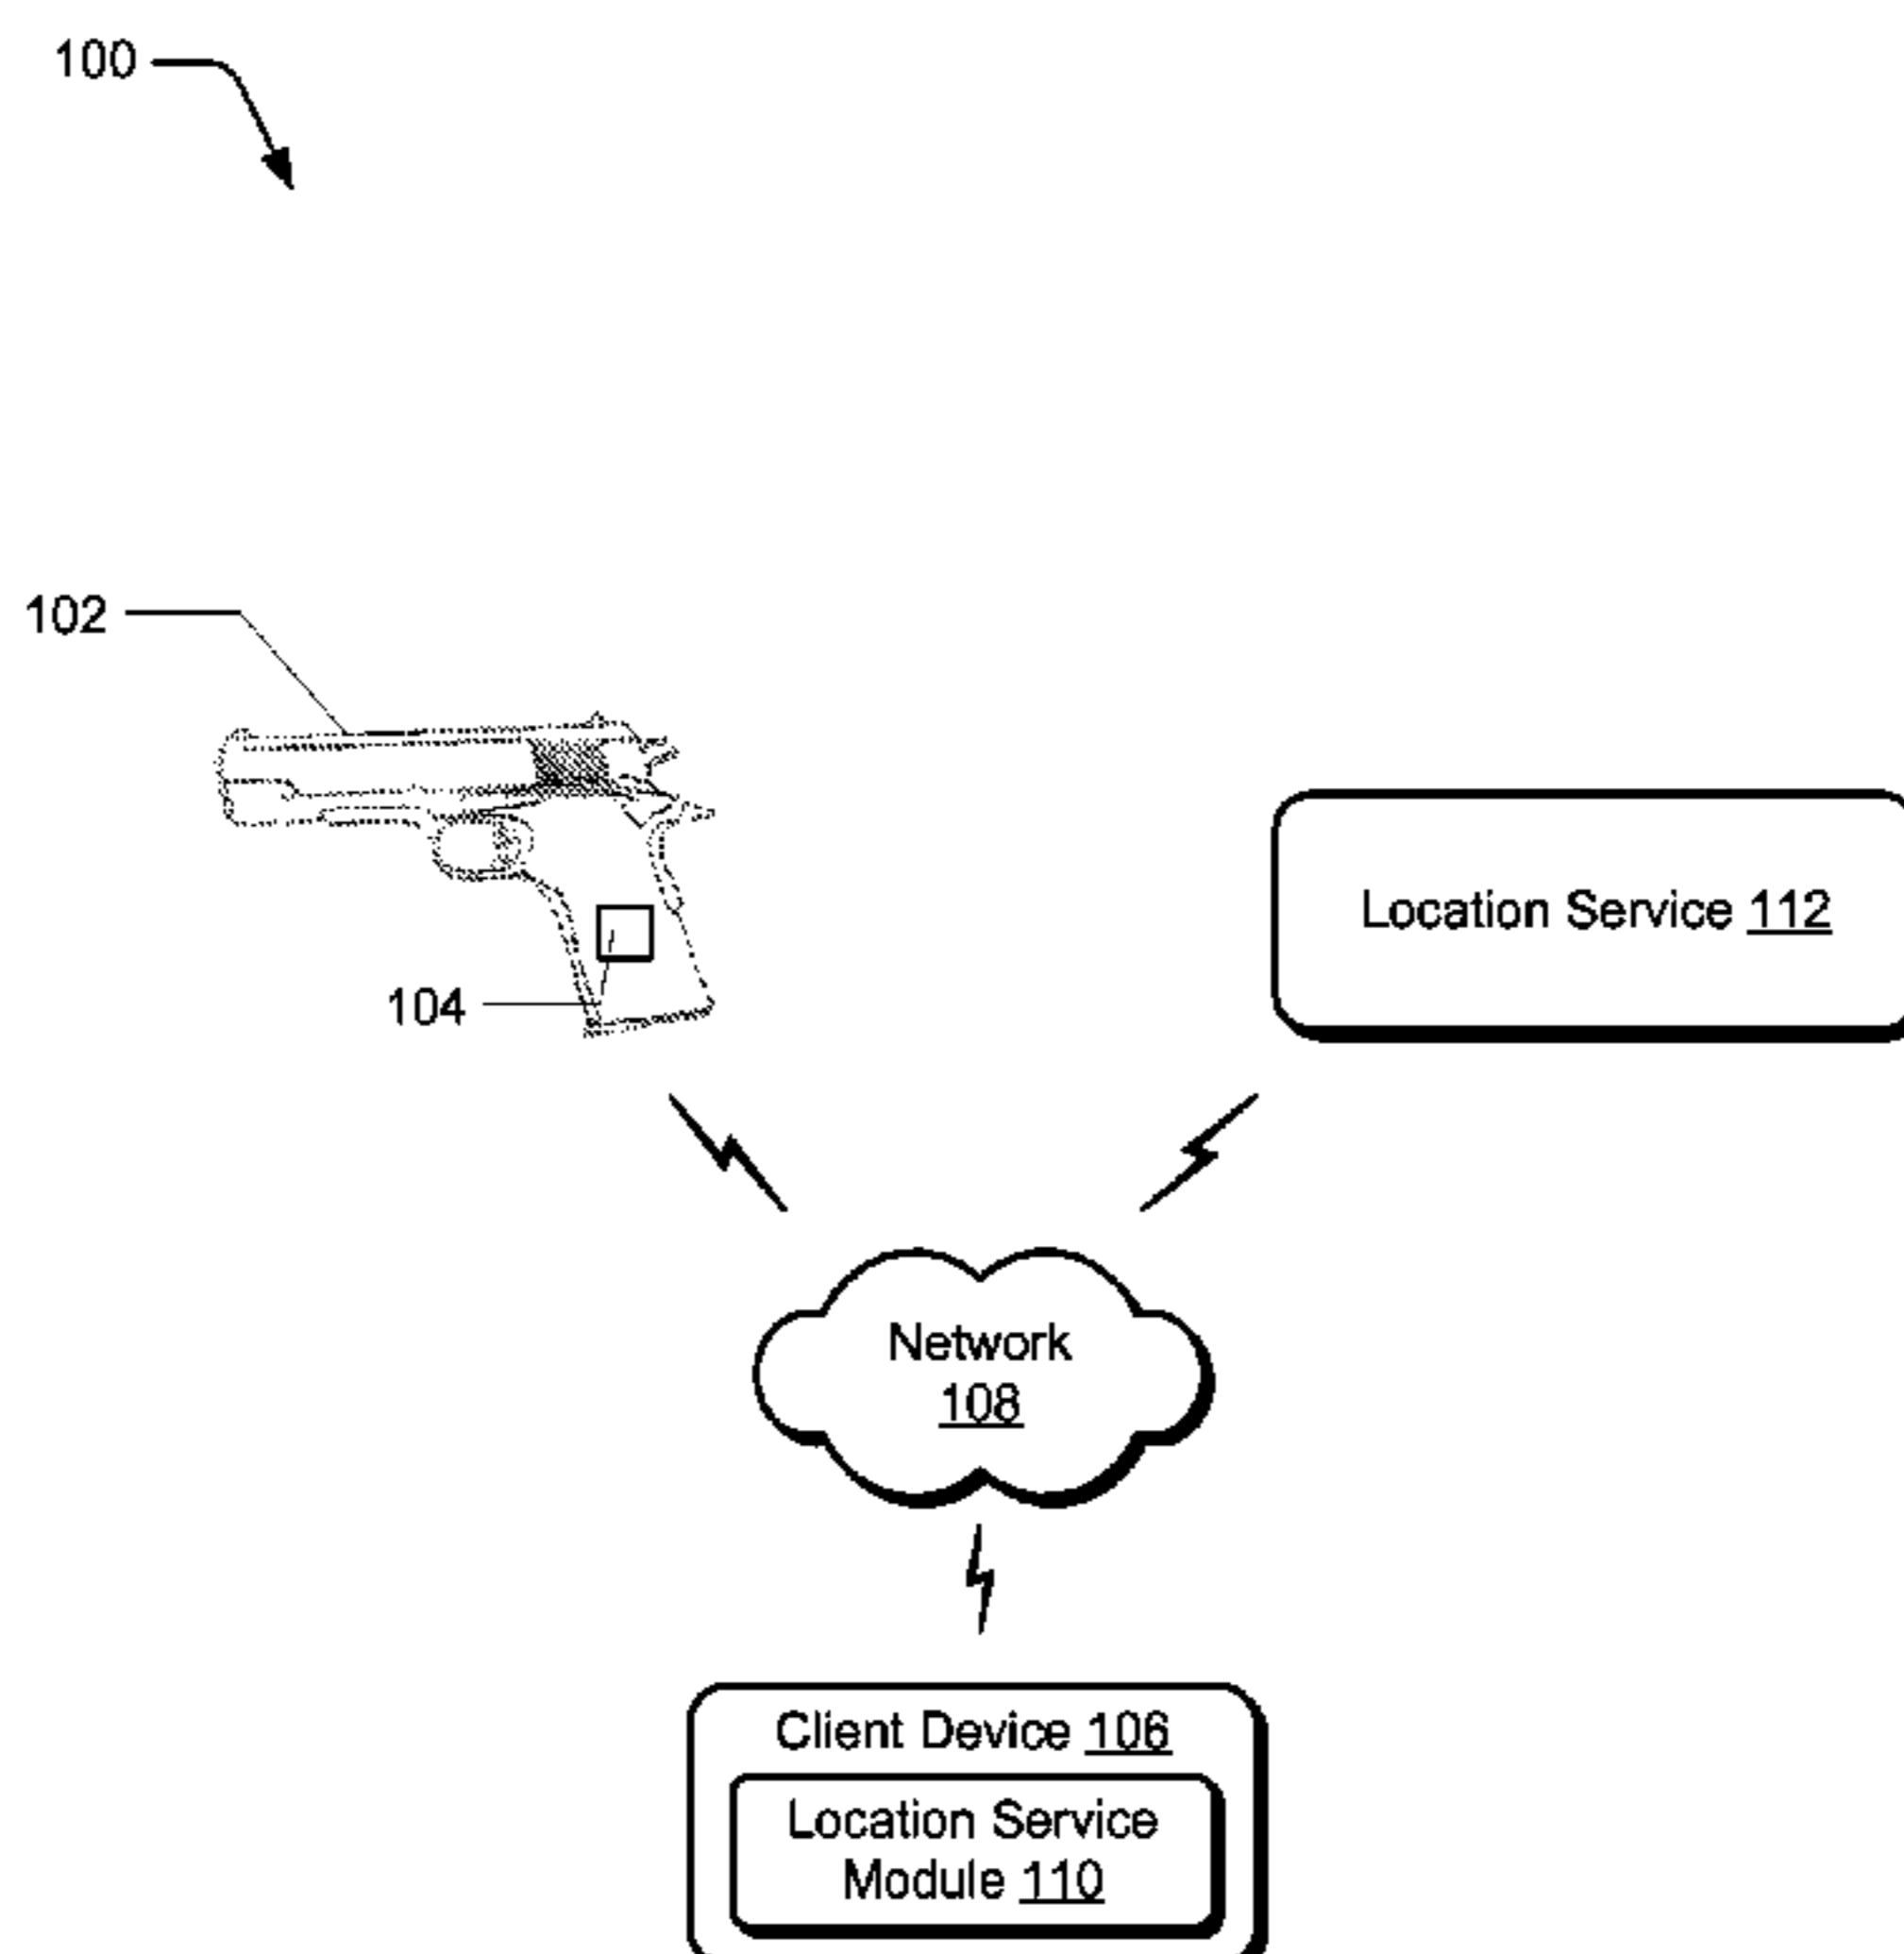 100
102
104
Location Service 112
Network
108
Client Device 106
Location Service
Module 110